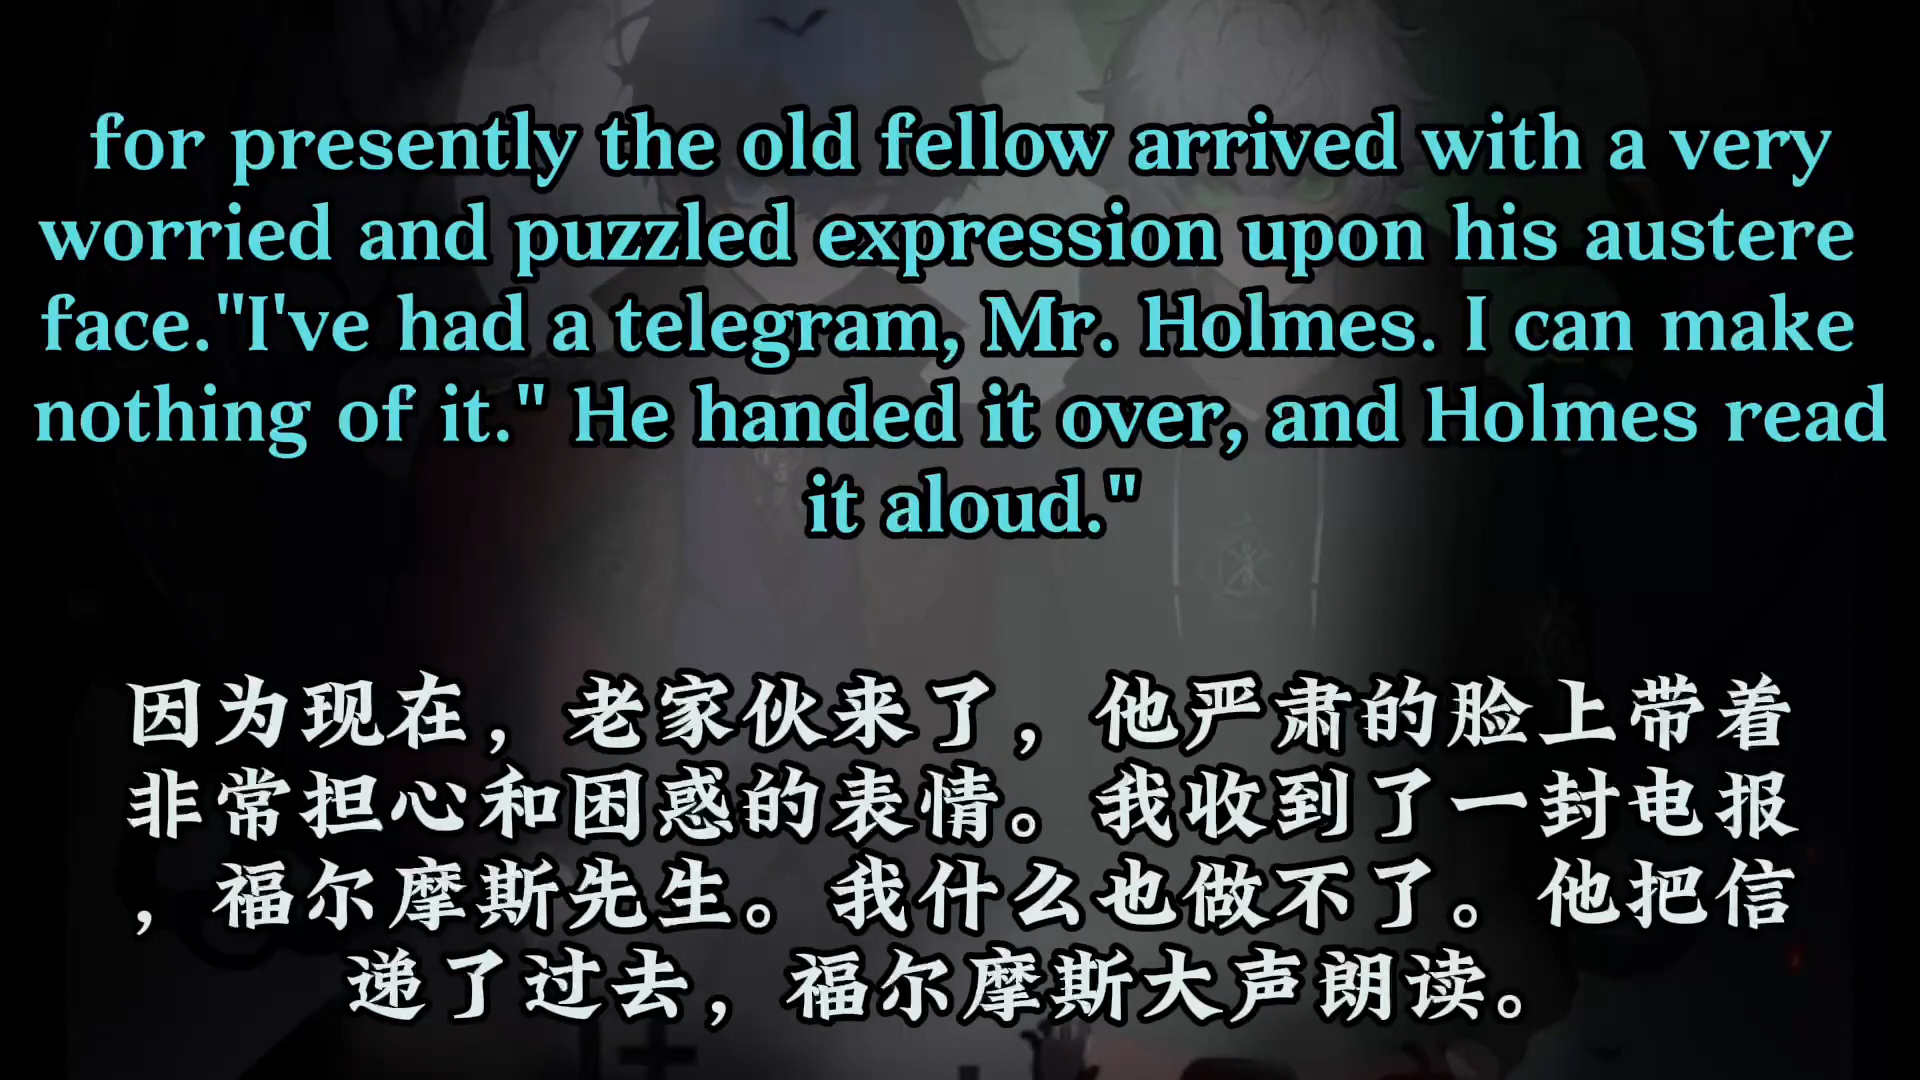 for presently the old fellow arrived with a very
worried and puzzled expression upon his austere
face."I've had a telegram, Mr. Holmes. I can make
nothing of it." He handed it over, and Holmes read
it aloud."
因为现在，老家伙来了，他严肃的脸上带着
非常担心和困惑的表情。我收到了一封电报
，福尔摩斯先生。我什么也做不了。他把信
递了过去，福尔摩斯大声朗读。